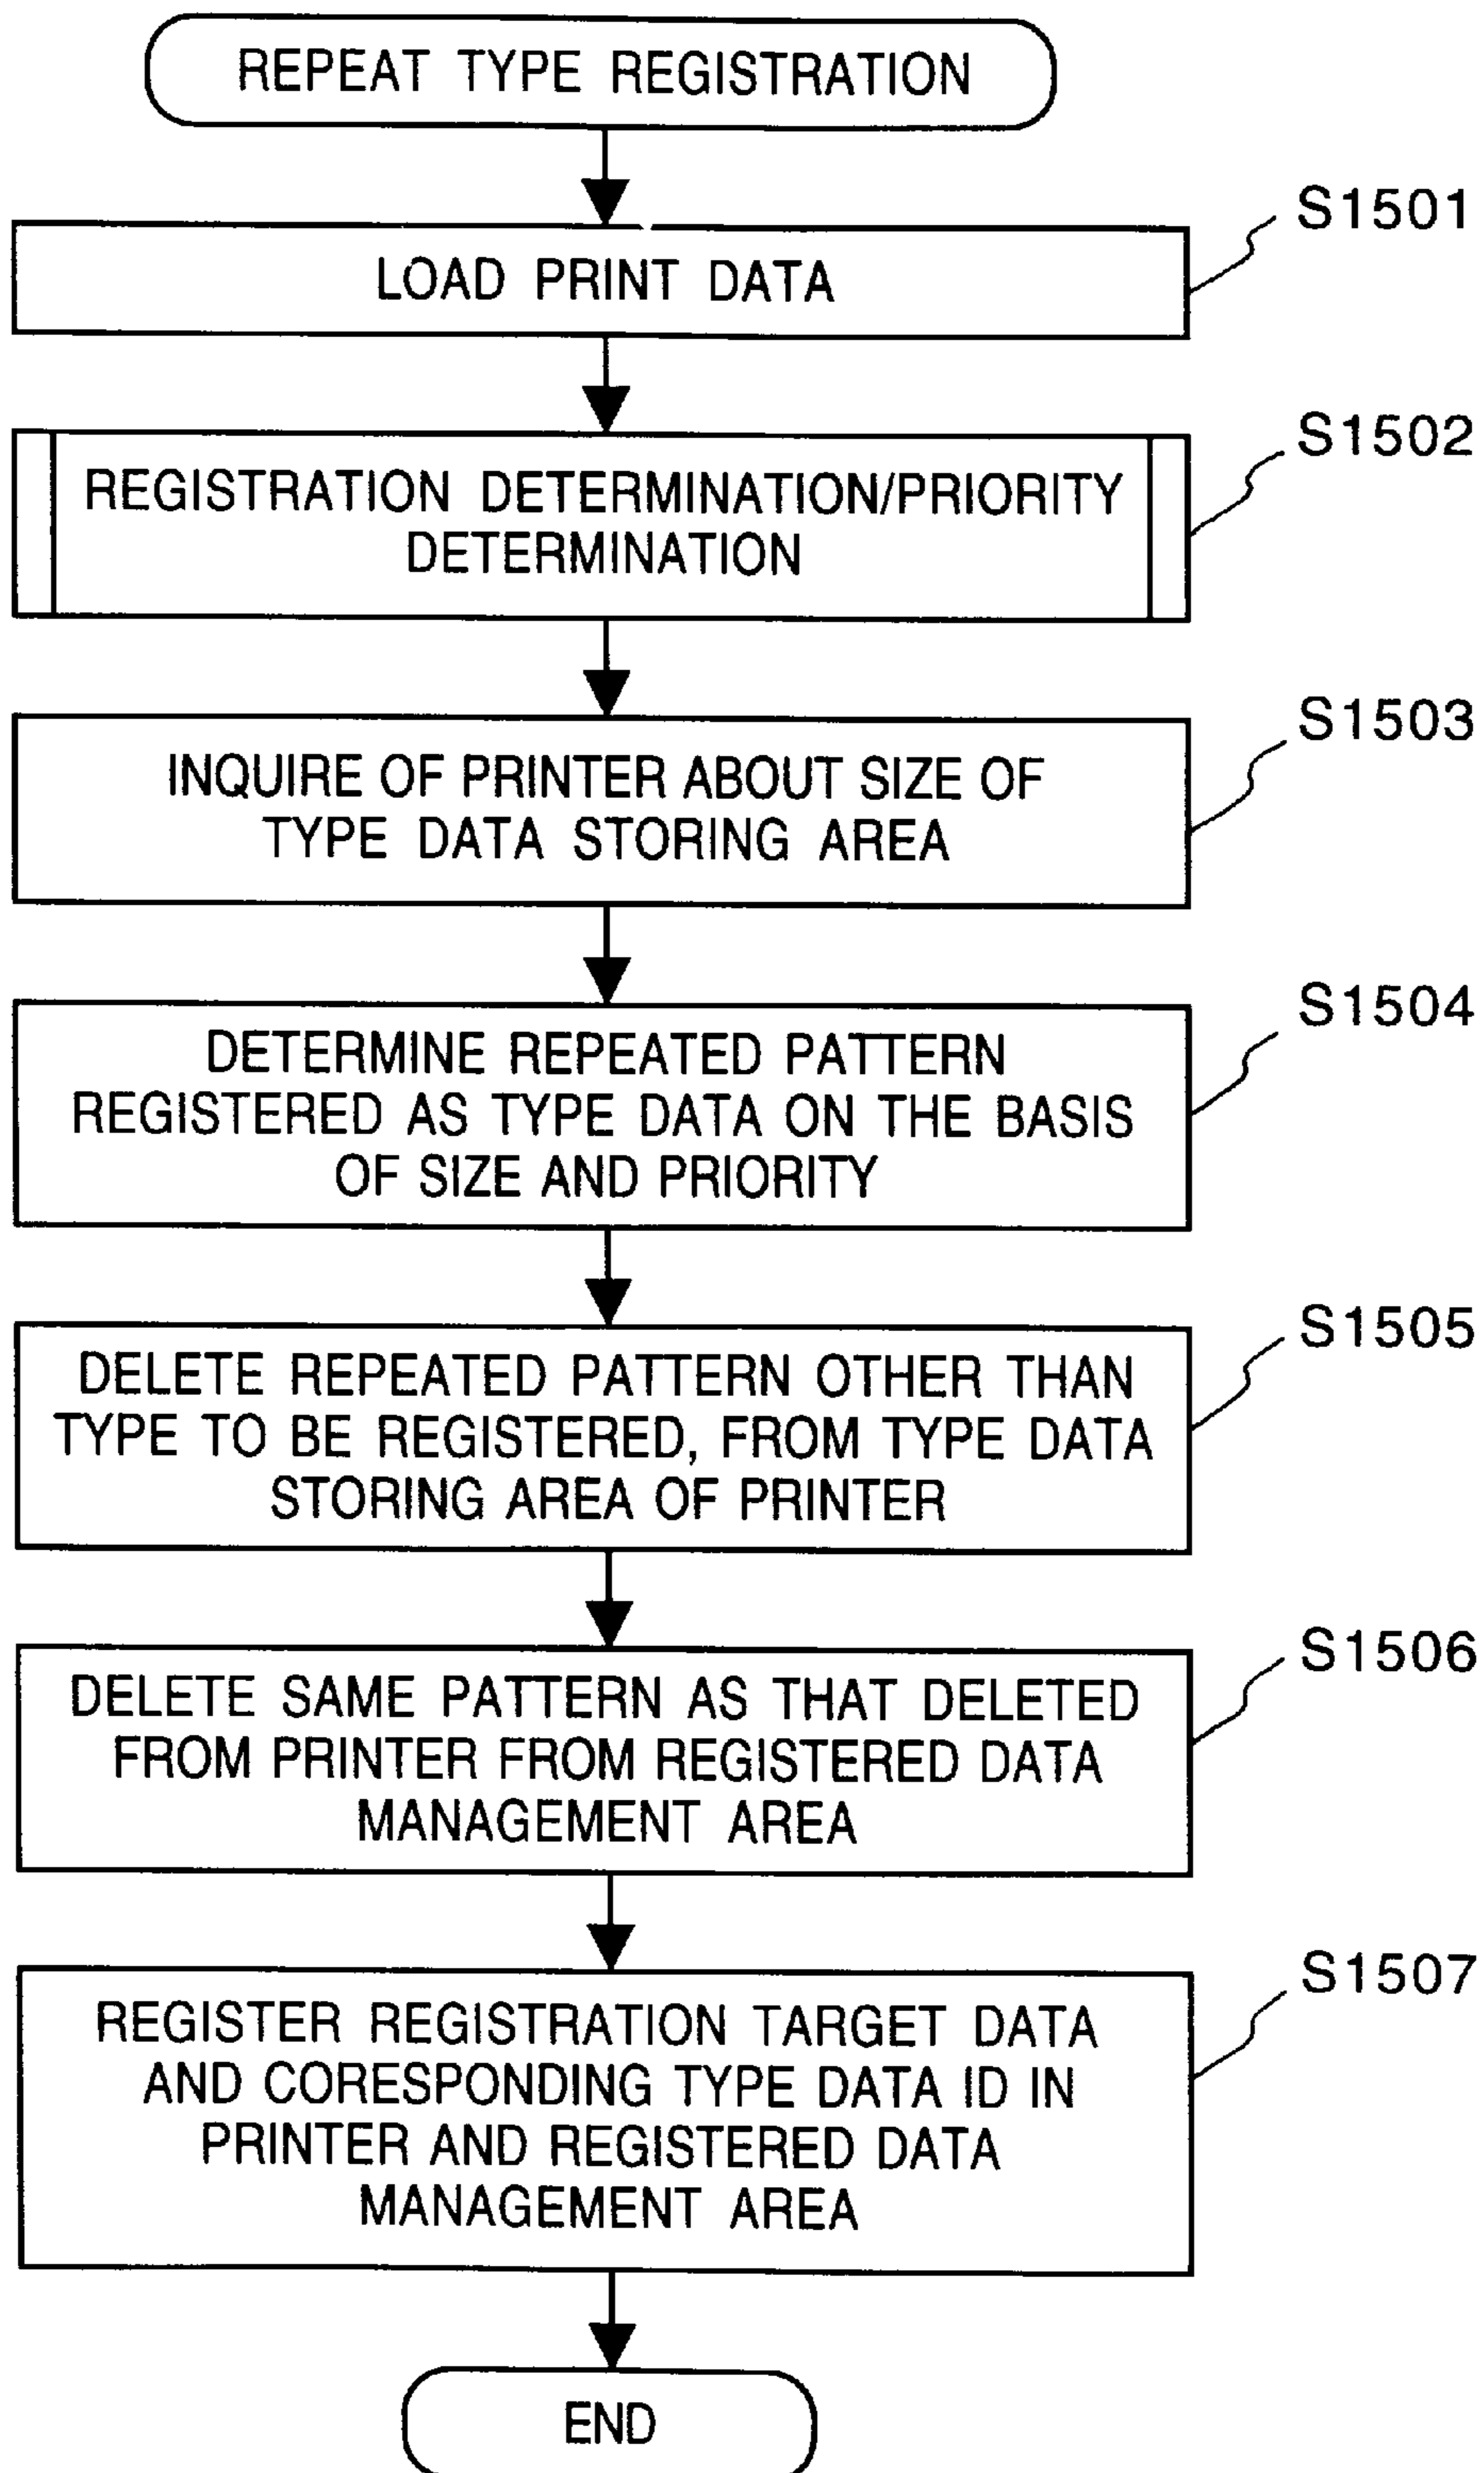 REPEAT TYPE REGISTRATION
S1501
LOAD PRINT DATA
S1502
REGISTRATION DETERMINATION/PRIORITY
DETERMINATION
S1503
INQUIRE OF PRINTER ABOUT SIZE OF
TYPE DATA STORING AREA
S1504
DETERMINE REPEATED PATTERN
REGISTERED AS TYPE DATA ON THE BASIS
OF SIZE AND PRIORITY
S1505
DELETE REPEATED PATTERN OTHER THAN
TYPE TO BE REGISTERED, FROM TYPE DATA
STORING AREA OF PRINTER
S1506
DELETE SAME PATTERN AS THAT DELETED
FROM PRINTER FROM REGISTERED DATA
MANAGEMENT AREA
S1507
REGISTER REGISTRATION TARGET DATA
AND CORESPONDING TYPE DATA ID IN
PRINTER AND REGISTERED DATA
MANAGEMENT AREA
END